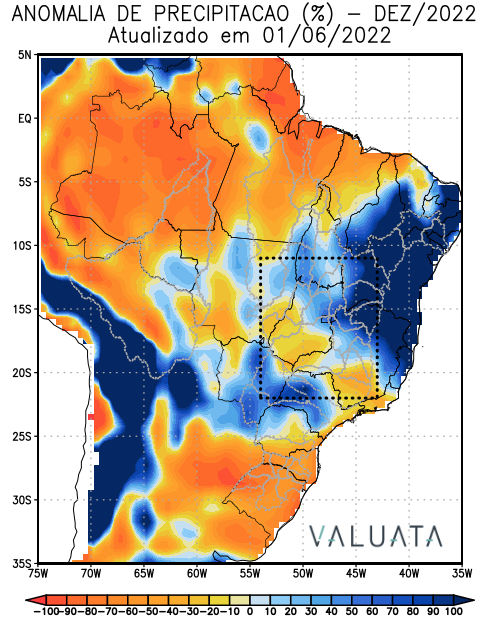 ANOMALIA DE PRECIPITACAO (%) – DEZ/2022
Atualizado em 01/06/2022
5N
EQ
5S
10S
15S
20S
25S
30S
35S
75W 70W 65W 60W 55W 50W 45W 40W 35W
VALUATA
-100 -90 -80 -70 -60 -50 -40 -30 -20 -10 0 10 20 30 40 50 60 70 80 90 100